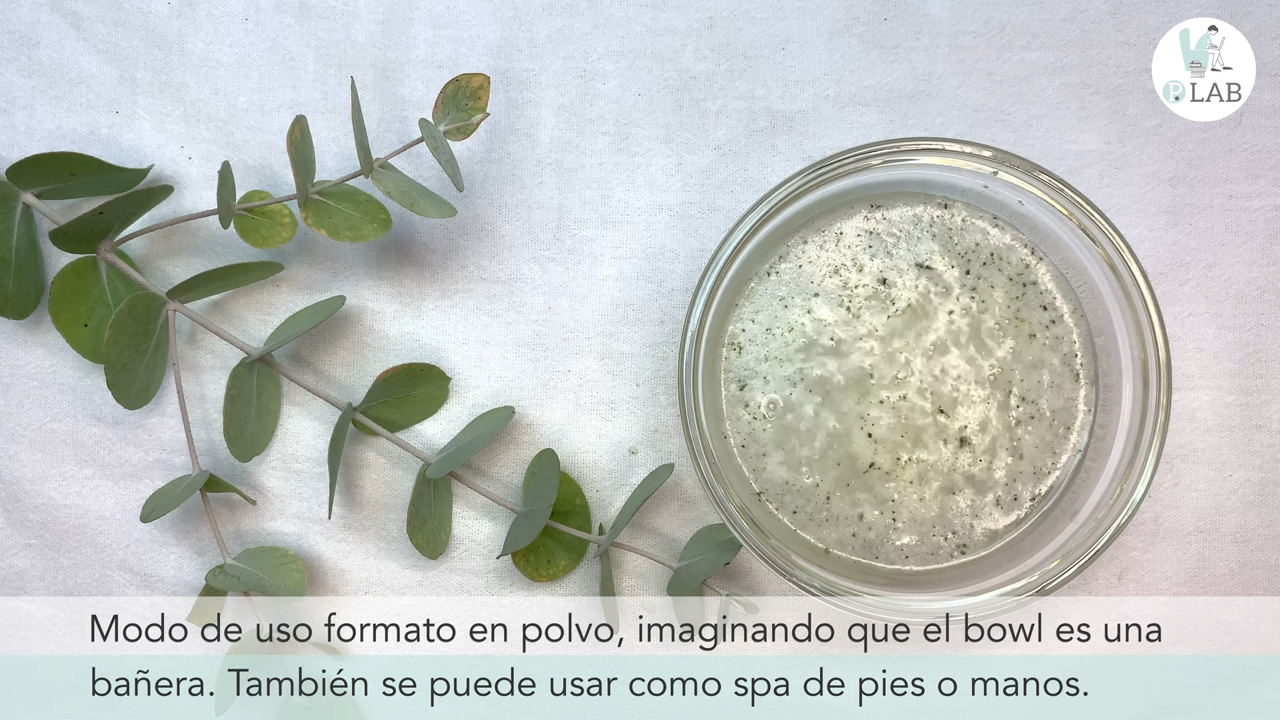 P. LAB
Modo de uso formato en polvo, imaginando que el bowl es una
bañera. También se puede usar como spa de pies o manos.